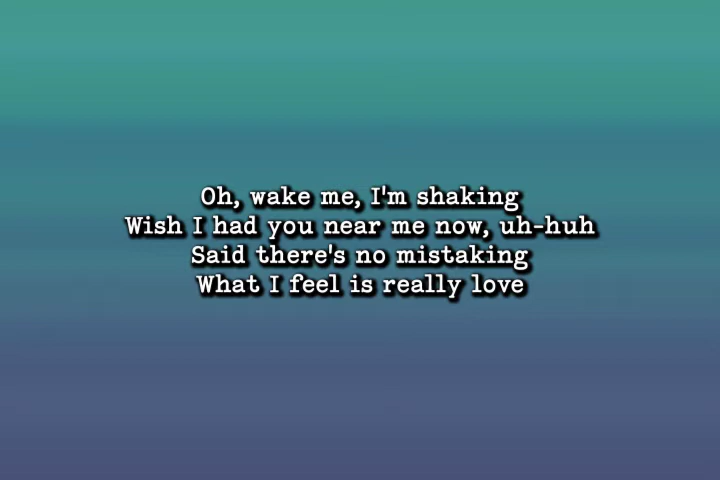 Oh, wake me, I'm shaking
Wish I had you near me now, uh-huh
Said there's no mistaking
What I feel is really love